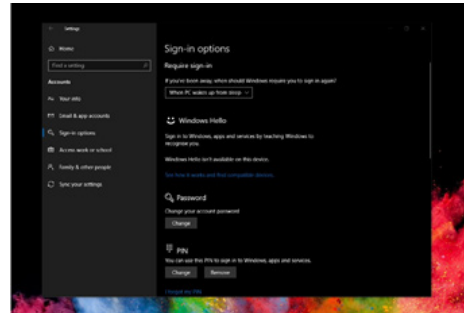 Settings
Home
Find a setting
Accounts
Your info
Email & app accounts
Sign-in options
Access work or school
Family & other people
Sync your settings
Sign-in options
Require sign-in
If you've been away, when should Windows require you to sign in again?
When PC wakes up from sleep
Windows Hello
Sign in to Windows, apps and services by teaching Windows to
recognise you.
Windows Hello isn't available on this device.
See how it works and find compatible devices.
Password
Change your account password
Change
PIN
You can use this PIN to sign in to Windows, apps and services.
Change Remove
I forgot my PIN